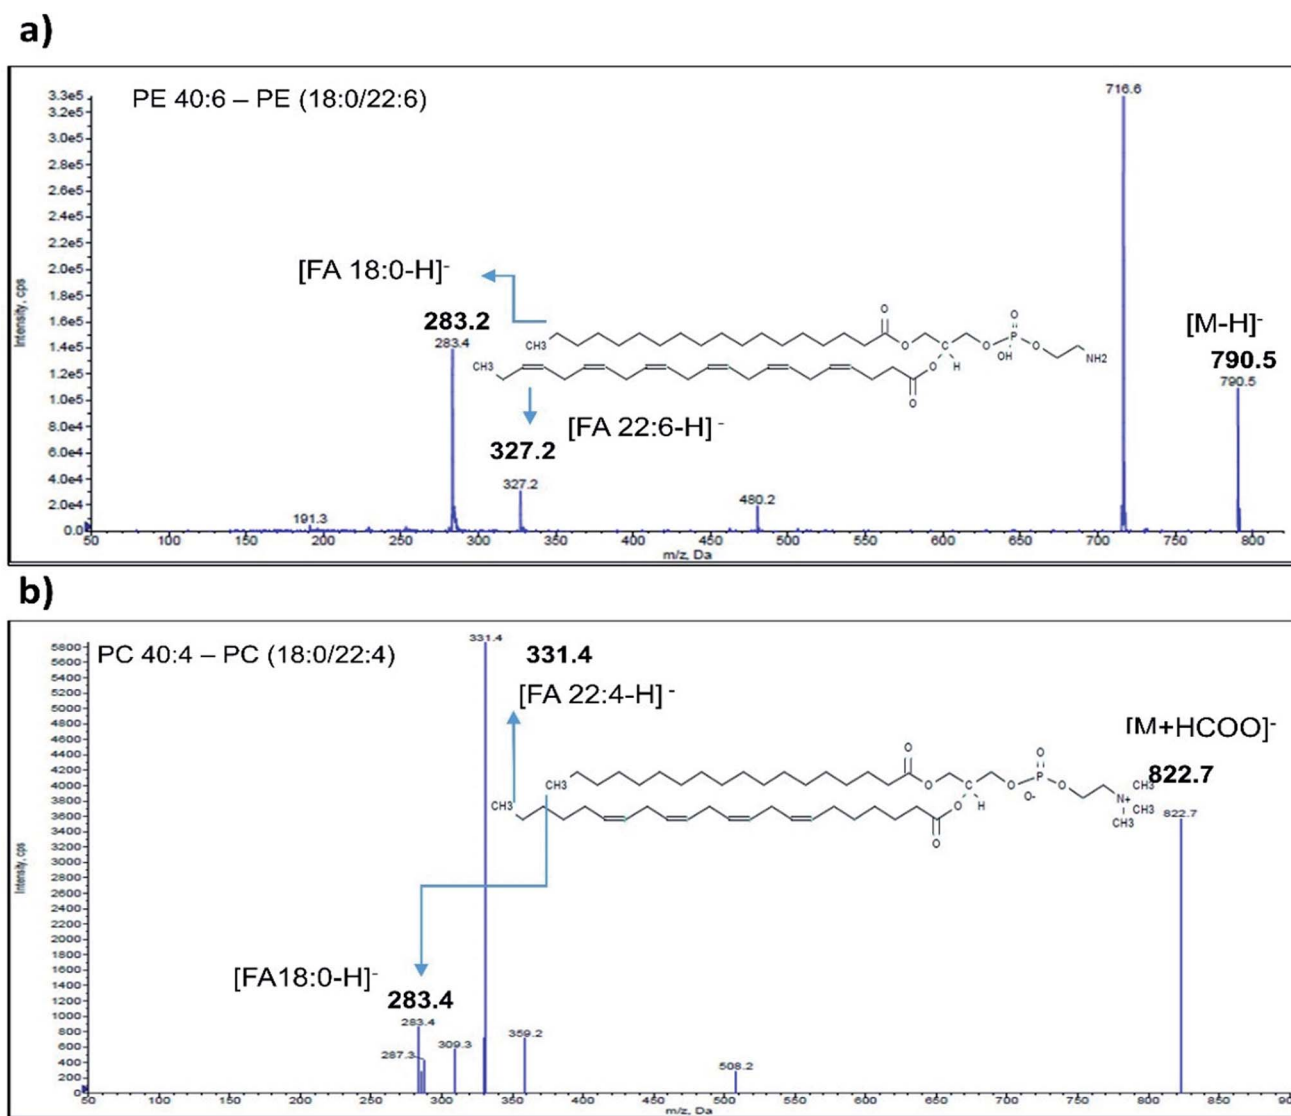 a)
PE 40:6 – PE (18:0/22:6)
3.3e5
3.2e5
3.0e5
2.8e5
2.6e5
2.4e5
2.2e5
2.0e5
1.8e5
1.6e5
1.4e5
1.2e5
1.0e5
8.0e4
6.0e4
4.0e4
2.0e4
0.0
Intensity, cps
716.6
[FA 18:0-H]-
283.2
283.4
[M-H]-
790.5
790.5
CH3
O
O
O
O
P
OH
O
NH2
CH3
O
H
O
[FA 22:6-H] -
327.2
327.2
480.2
191.3
50 100 150 200 250 300 350 400 450 500 550 600 650 700 750 800
m/z, Da
b)
PC 40:4 – PC (18:0/22:4)
5800
5600
5400
5200
5000
4800
4600
4400
4200
4000
3800
3600
3400
3200
3000
2800
2600
2400
2200
2000
1800
1600
1400
1200
1000
800
600
400
200
0
Intensity, cps
331.4
331.4
[FA 22:4-H] -
[M+HCOO]-
822.7
822.7
CH3
O
O
O
O
P
O-
O
N+
CH3
CH3
CH3
CH3
O
H
O
[FA18:0-H]-
283.4
283.4
287.3
309.3
359.2
508.2
50 100 150 200 250 300 350 400 450 500 550 600 650 700 750 800 850
m/z, Da